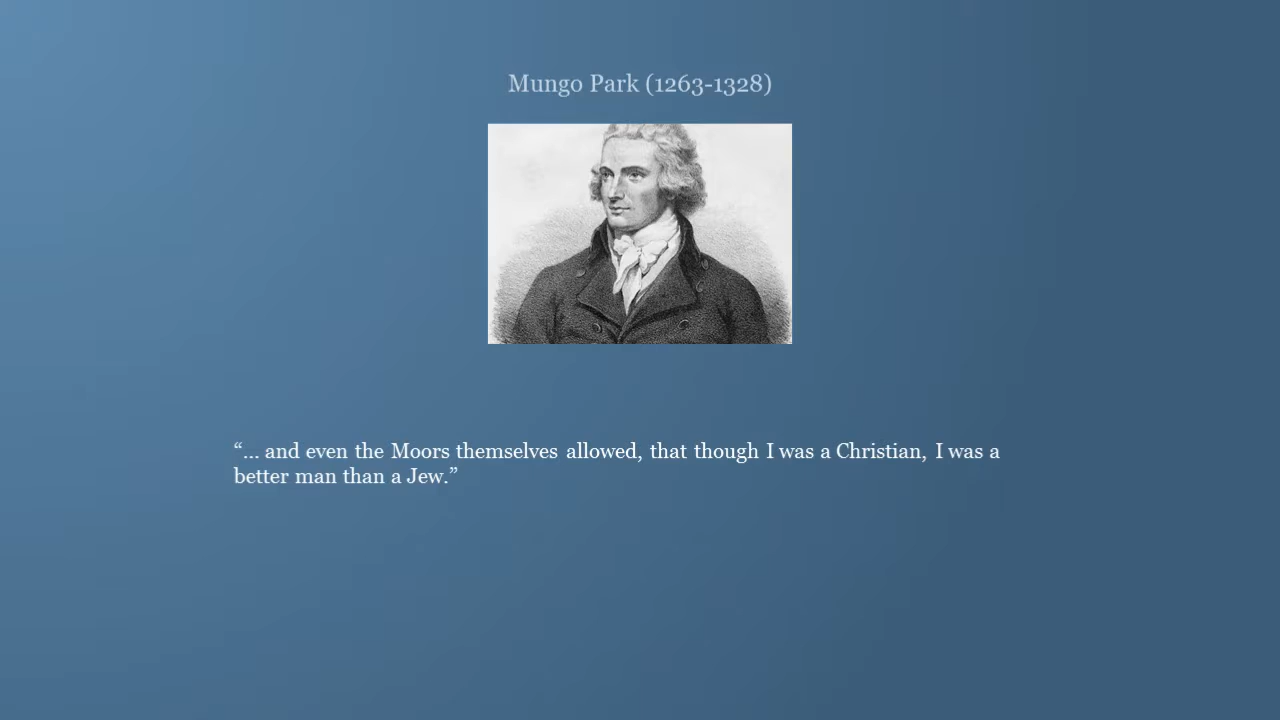 Mungo Park (1263-1328)
“... and even the Moors themselves allowed, that though I was a Christian, I was a
better man than a Jew.”